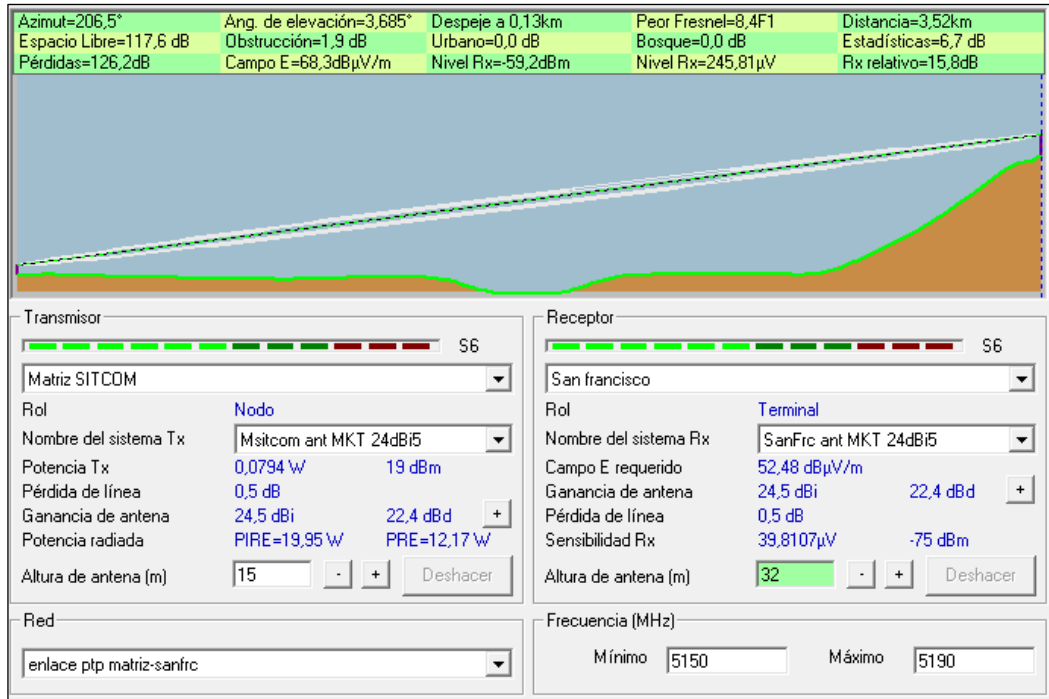 Azimut=206,5° Ang. de elevación=3,685° Despeje a 0,13km Peor Fresnel=8,4F1 Distancia=3,52km
Espacio Libre=117,6 dB Obstrucción=1,9 dB Urbano=0,0 dB Bosque=0,0 dB Estadísticas=6,7 dB
Pérdidas=126,2dB Campo E=68,3dBµV/m Nivel Rx=-59,2dBm Nivel Rx=245,81µV Rx relativo=15,8dB
Transmisor
S6
Matriz SITCOM
Rol Nodo
Nombre del sistema Tx Msitcom ant MKT 24dBi5
Potencia Tx 0,0794 W 19 dBm
Pérdida de línea 0,5 dB
Ganancia de antena 24,5 dBi 22,4 dBd +
Potencia radiada PIRE=19,95 W PRE=12,17 W
Altura de antena (m) 15 - + Deshacer
Receptor
S6
San francisco
Rol Terminal
Nombre del sistema Rx SanFrc ant MKT 24dBi5
Campo E requerido 52,48 dBµV/m
Ganancia de antena 24,5 dBi 22,4 dBd +
Pérdida de línea 0,5 dB
Sensibilidad Rx 39,8107µV -75 dBm
Altura de antena (m) 32 - + Deshacer
Red
enlace ptp matriz-sanfrc
Frecuencia (MHz)
Mínimo 5150 Máximo 5190